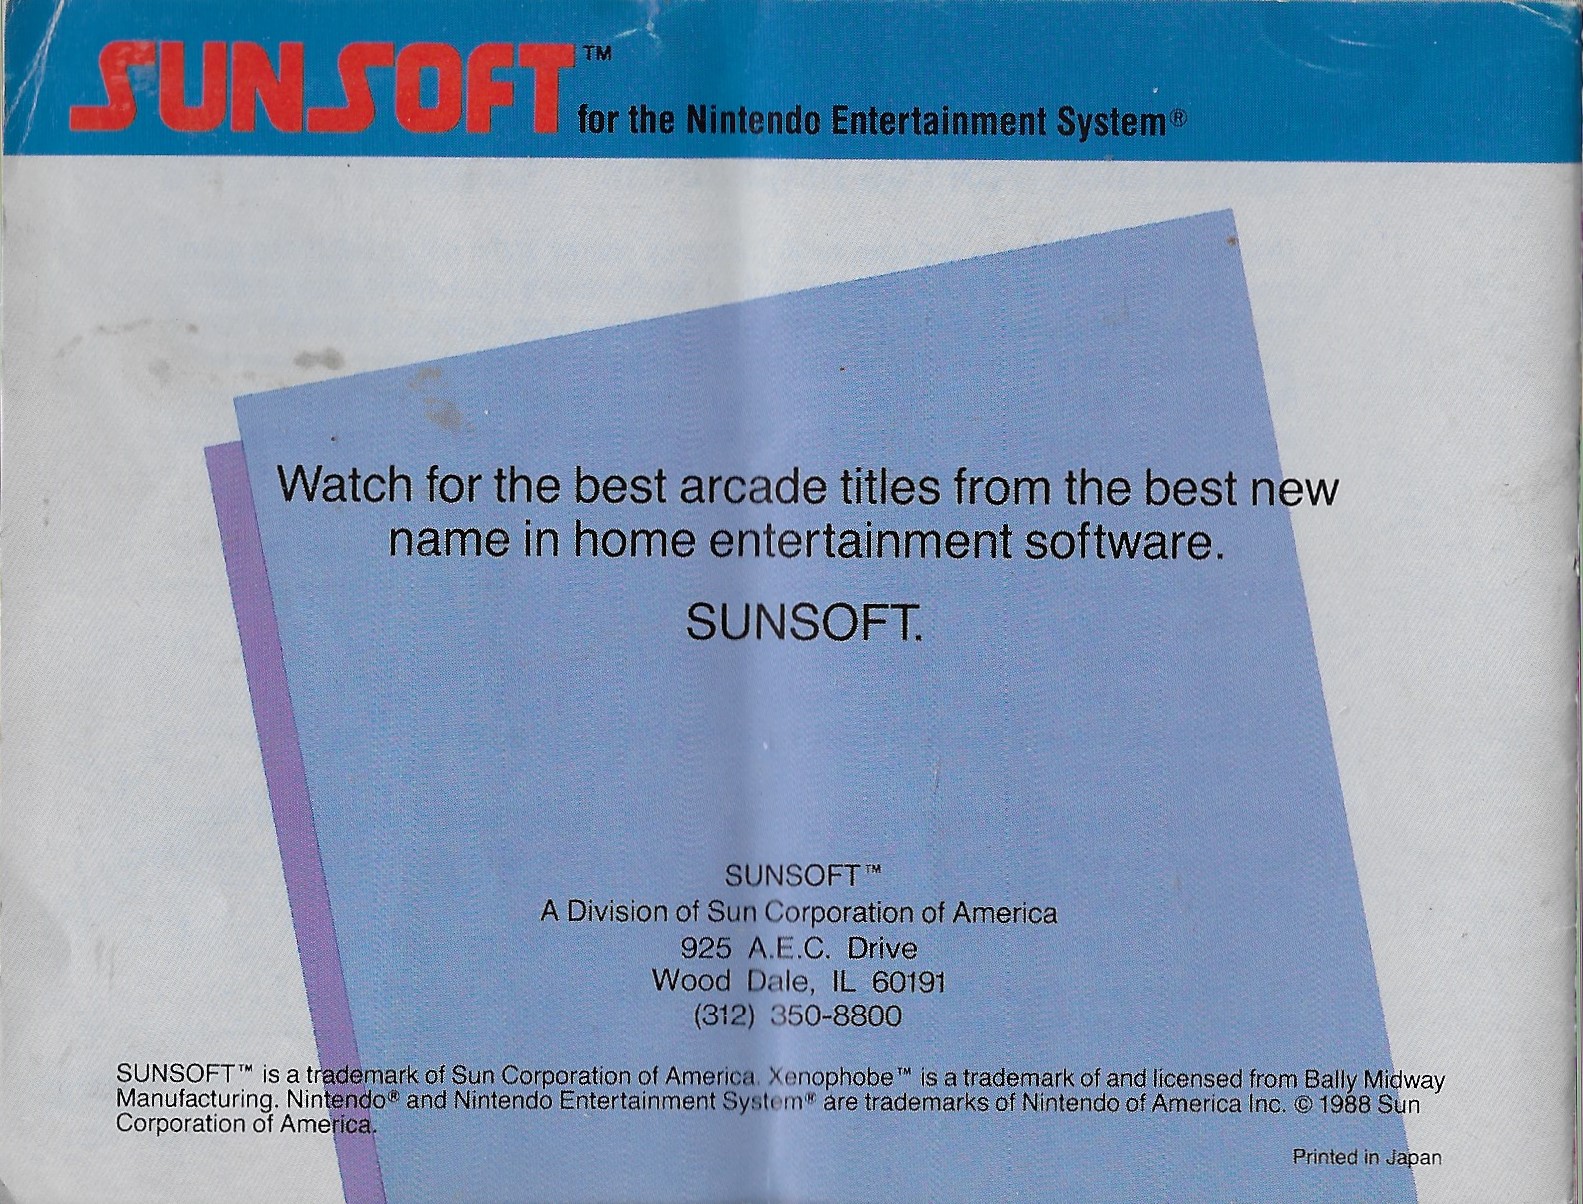 SUNSOFT™
for the Nintendo Entertainment System®
Watch for the best arcade titles from the best new
name in home entertainment software.
SUNSOFT.
SUNSOFT™
A Division of Sun Corporation of America
925 A.E.C. Drive
Wood Dale, IL 60191
(312) 350-8800
SUNSOFT™ is a trademark of Sun Corporation of America. Xenophobe™ is a trademark of and licensed from Bally Midway
Manufacturing. Nintendo® and Nintendo Entertainment System® are trademarks of Nintendo of America Inc. © 1988 Sun
Corporation of America.
Printed in Japan